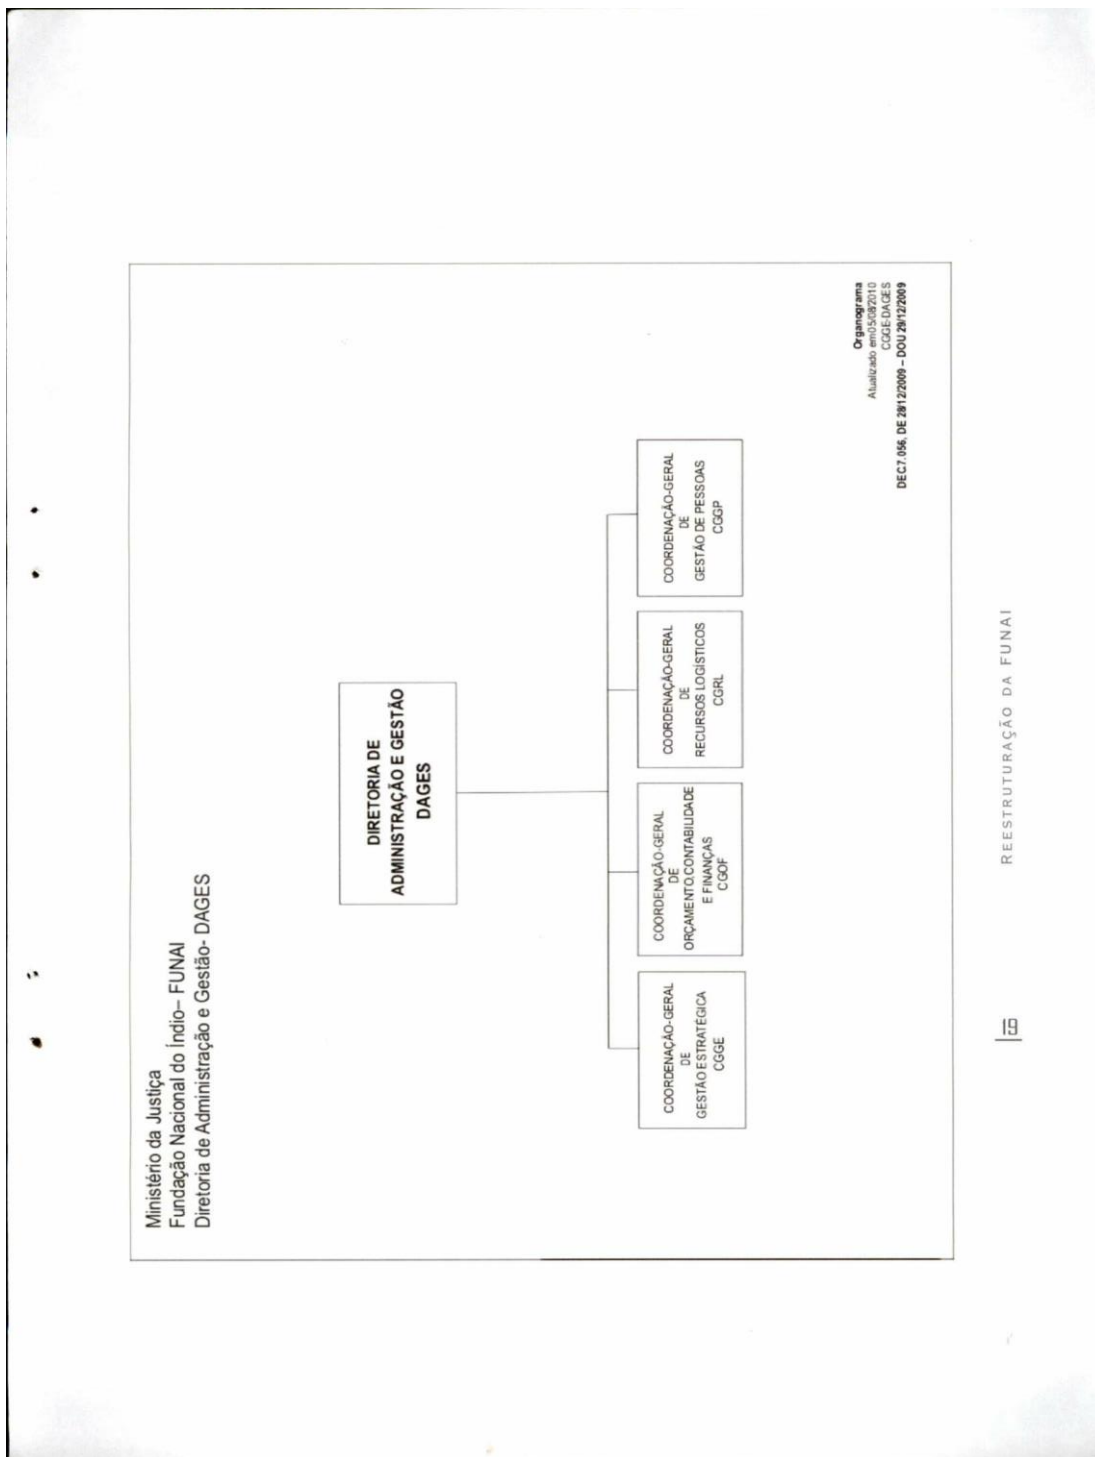 Ministério da Justiça
Fundação Nacional do Índio– FUNAI
Diretoria de Administração e Gestão- DAGES
DIRETORIA DE
ADMINISTRAÇÃO E GESTÃO
DAGES
COORDENAÇÃO-GERAL
DE
GESTÃO ESTRATÉGICA
CGGE
COORDENAÇÃO-GERAL
DE
ORÇAMENTO.CONTABILIDADE
E FINANÇAS
CGOF
COORDENAÇÃO-GERAL
DE
RECURSOS LOGÍSTICOS
CGRL
COORDENAÇÃO-GERAL
DE
GESTÃO DE PESSOAS
CGGP
Organograma
Atualizado em05/08/2010
CGGE-DAGES
DEC.7.056, DE 28/12/2009 – DOU 29/12/2009
19
REESTRUTURAÇÃO DA FUNAI